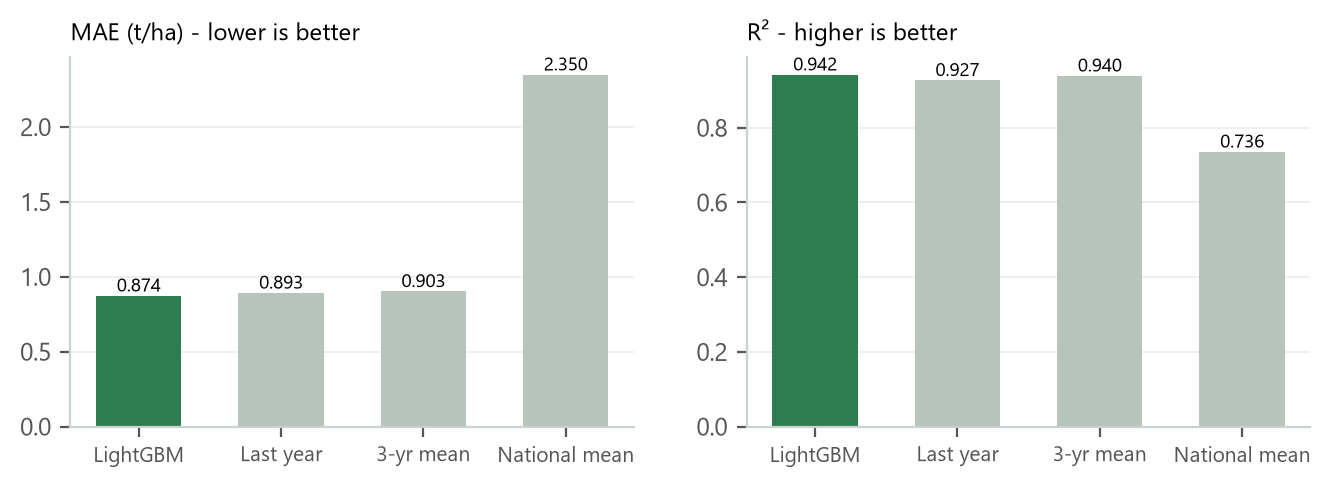 MAE (t/ha) - lower is better
2.350
2.0
1.5
1.0
0.874
0.893
0.903
0.5
0.0
LightGBM
Last year
3-yr mean
National mean
R² - higher is better
0.942
0.927
0.940
0.8
0.736
0.6
0.4
0.2
0.0
LightGBM
Last year
3-yr mean
National mean